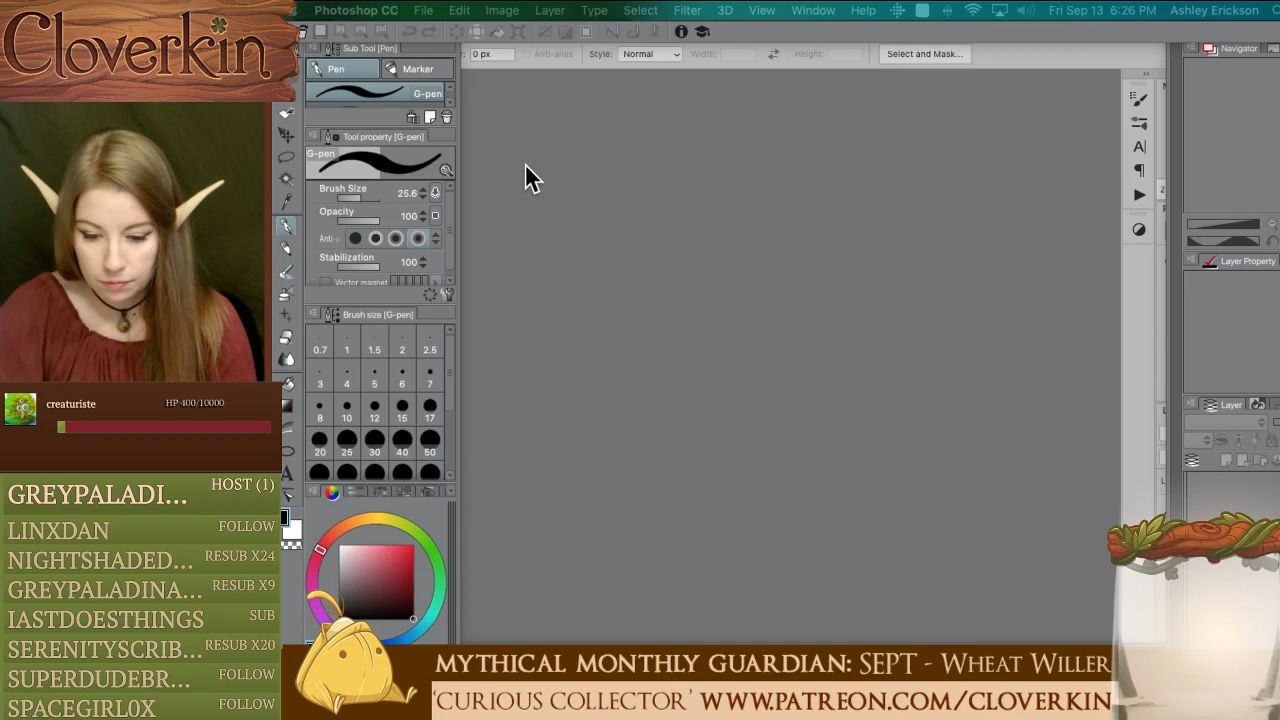 Cloverkin
Photoshop CC File Edit Image Layer Type Select Filter 3D View Window Help Fri Sep 13 6:26 PM Ashley Erickson
Sub Tool [Pen]
Pen Marker
G-pen
Tool property [G-pen]
G-pen
Brush Size 25.6
Opacity 100
Anti-a
Stabilization 100
Vector magnet
Brush size [G-pen]
0.7 1 1.5 2 2.5
3 4 5 6 7
8 10 12 15 17
20 25 30 40 50
0 px Anti-alias Style: Normal Width: Height: Select and Mask...
Navigator
Layer Property
Layer
creaturiste HP 400/10000
GREYPALADI... HOST (1)
LINXDAN FOLLOW
NIGHTSHADED... RESUB X24
GREYPALADINA... RESUB X9
IASTDOESTHINGS SUB
SERENITYSCRIB... RESUB X20
SUPERDUDEBR... FOLLOW
SPACEGIRL0X FOLLOW
MYTHICAL MONTHLY GUARDIAN: SEPT - WHEAT WILLER
'CURIOUS COLLECTOR' WWW.PATREON.COM/CLOVERKIN